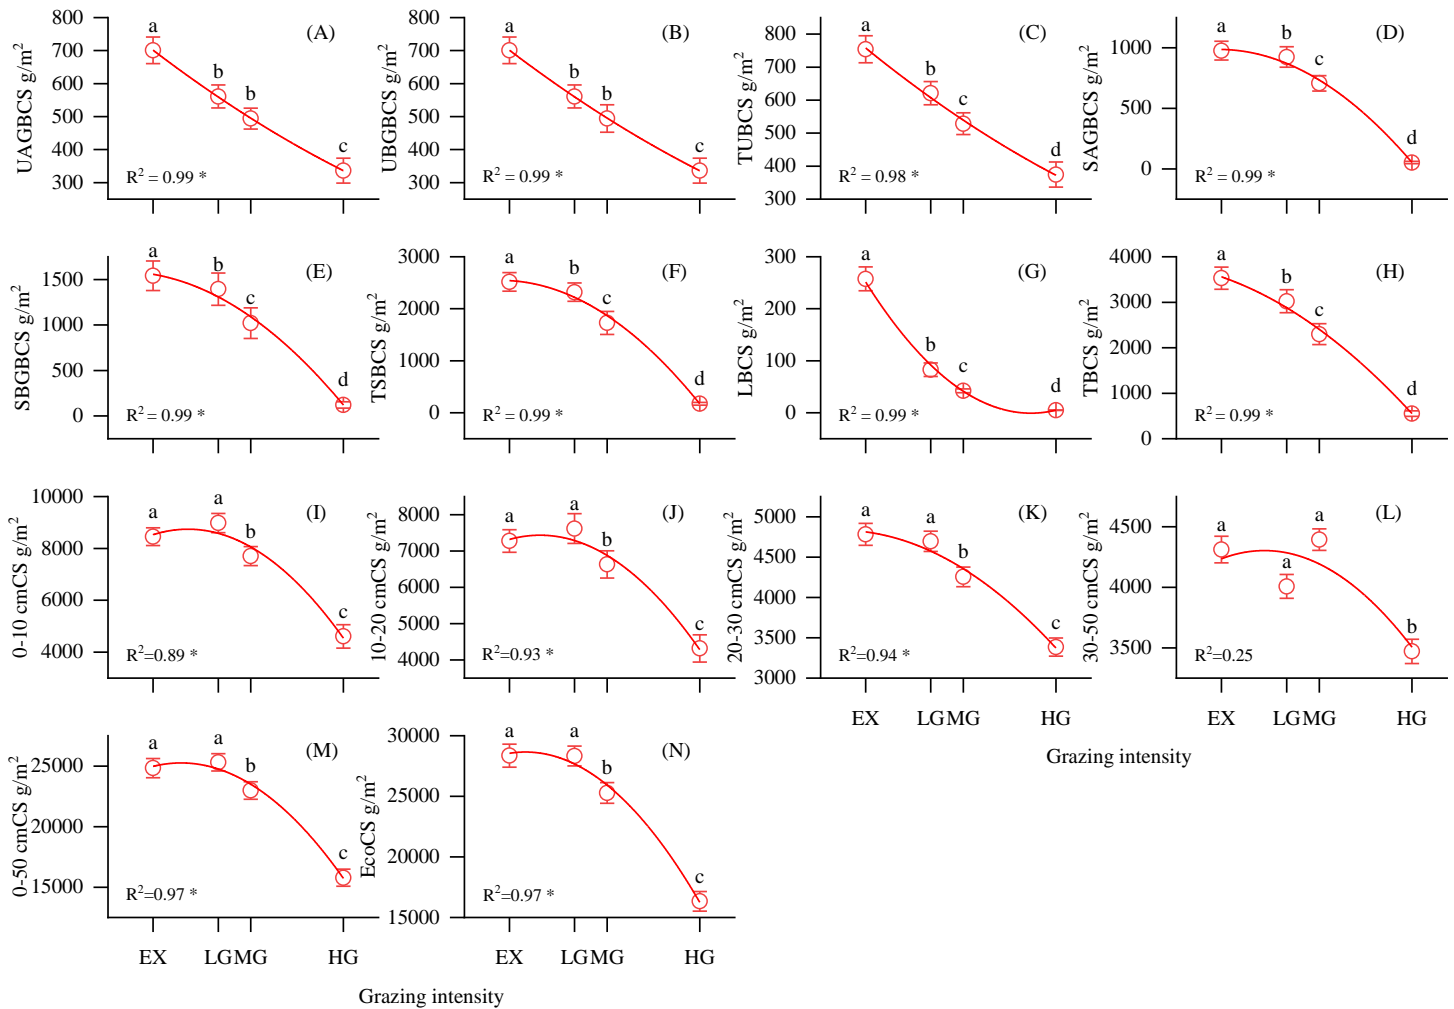 (A)
UAGBCS g/m²
800
700
600
500
400
300
a
b
b
c
R² = 0.99 *
(B)
UBGBCS g/m²
800
700
600
500
400
300
a
b
b
c
R² = 0.99 *
(C)
TUBCS g/m²
800
700
600
500
400
300
a
b
c
d
R² = 0.98 *
(D)
SAGBCS g/m²
1000
500
0
a
b
c
d
R² = 0.99 *
(E)
SBGBCS g/m²
1500
1000
500
0
a
b
c
d
R² = 0.99 *
(F)
TSBCS g/m²
3000
2000
1000
0
a
b
c
d
R² = 0.99 *
(G)
LBCS g/m²
300
200
100
0
a
b
c
d
R² = 0.99 *
(H)
TBCS g/m²
4000
3000
2000
1000
0
a
b
c
d
R² = 0.99 *
(I)
0-10 cmCS g/m²
10000
8000
6000
4000
a
a
b
c
R²=0.89 *
(J)
10-20 cmCS g/m²
8000
7000
6000
5000
4000
a
a
b
c
R²=0.93 *
(K)
20-30 cmCS g/m²
5000
4500
4000
3500
3000
a
a
b
c
R²=0.94 *
EX LG MG HG
(L)
30-50 cmCS g/m²
4500
4000
3500
a
a
a
b
R²=0.25
EX LG MG HG
Grazing intensity
(M)
0-50 cmCS g/m²
25000
20000
15000
a
a
b
c
R²=0.97 *
EX LG MG HG
(N)
EcoCS g/m²
30000
25000
20000
15000
a
a
b
c
R²=0.97 *
EX LG MG HG
Grazing intensity